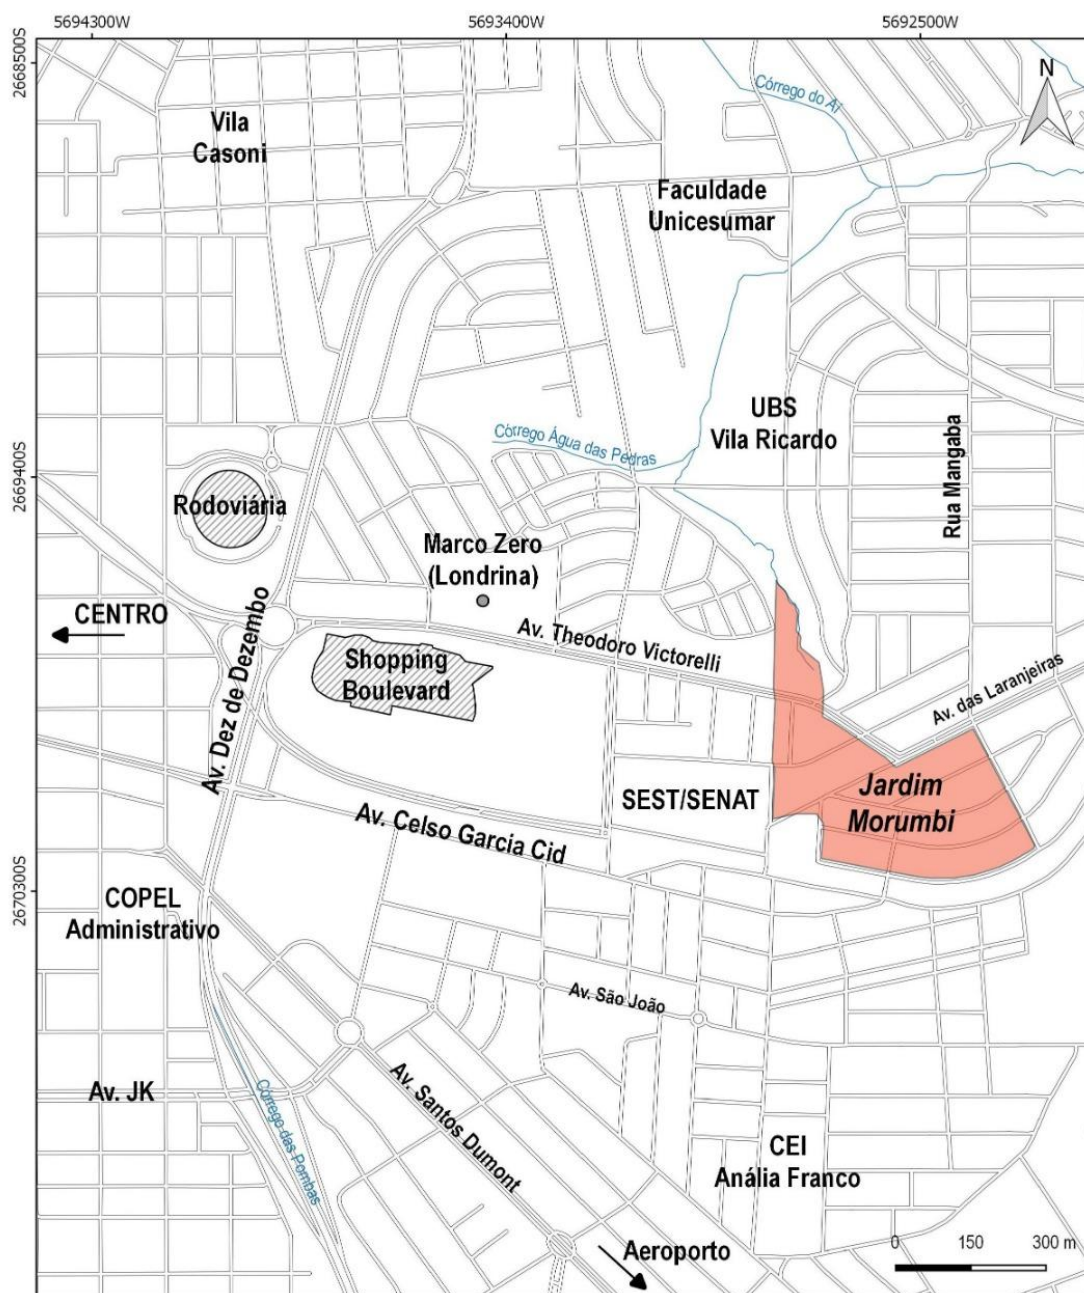 5694300W
5693400W
5692500W
2668500S
N
Córrego do Aí
Vila
Casoni
Faculdade
Unicesumar
UBS
Vila Ricardo
Córrego Água das Pedras
Rua Mangaba
2669400S
Rodoviária
Marco Zero
(Londrina)
CENTRO
Av. Theodoro Victorelli
Av. Dez de Dezembo
Shopping
Boulevard
Av. das Laranjeiras
SEST/SENAT
Jardim
Morumbi
Av. Celso Garcia Cid
2670300S
COPEL
Administrativo
Av. São João
Av. JK
Córrego das Pombas
Av. Santos Dumont
CEI
Anália Franco
Aeroporto
0 150 300 m